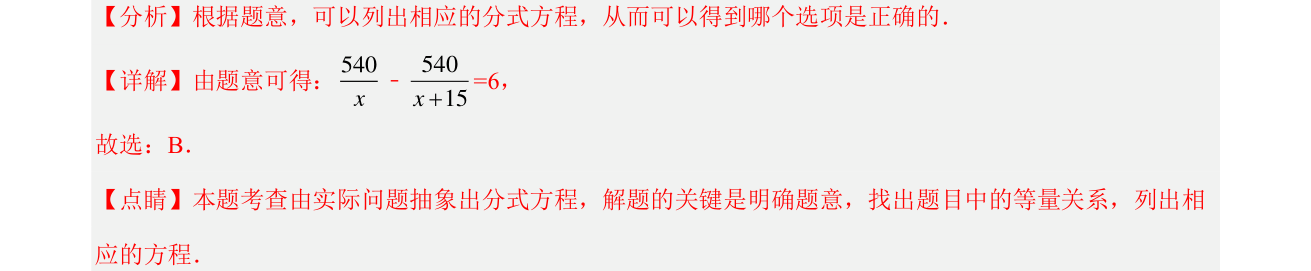 【分析】根据题意，可以列出相应的分式方程，从而可以得到哪个选项是正确的．
【详解】由题意可得：$\frac{540}{x}$﹣$\frac{540}{x+15}$=6，
故选：B．
【点睛】本题考查由实际问题抽象出分式方程，解题的关键是明确题意，找出题目中的等量关系，列出相
应的方程．